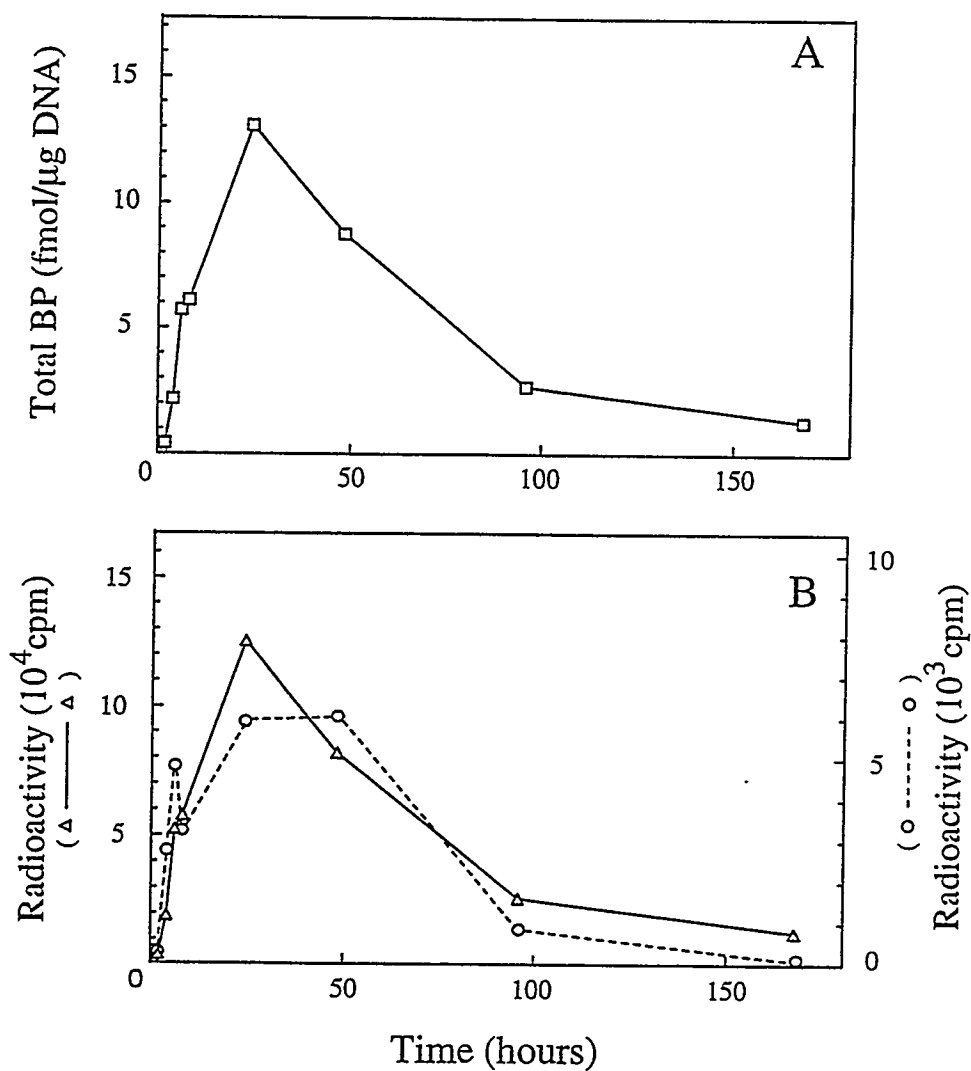 A
Total BP (fmol/μg DNA)
15
10
5
0
50
100
150
B
Radioactivity (10⁴cpm)
( Δ——Δ )
15
10
5
0
50
100
150
10
5
0
( o-----o )
Radioactivity (10³cpm)
Time (hours)